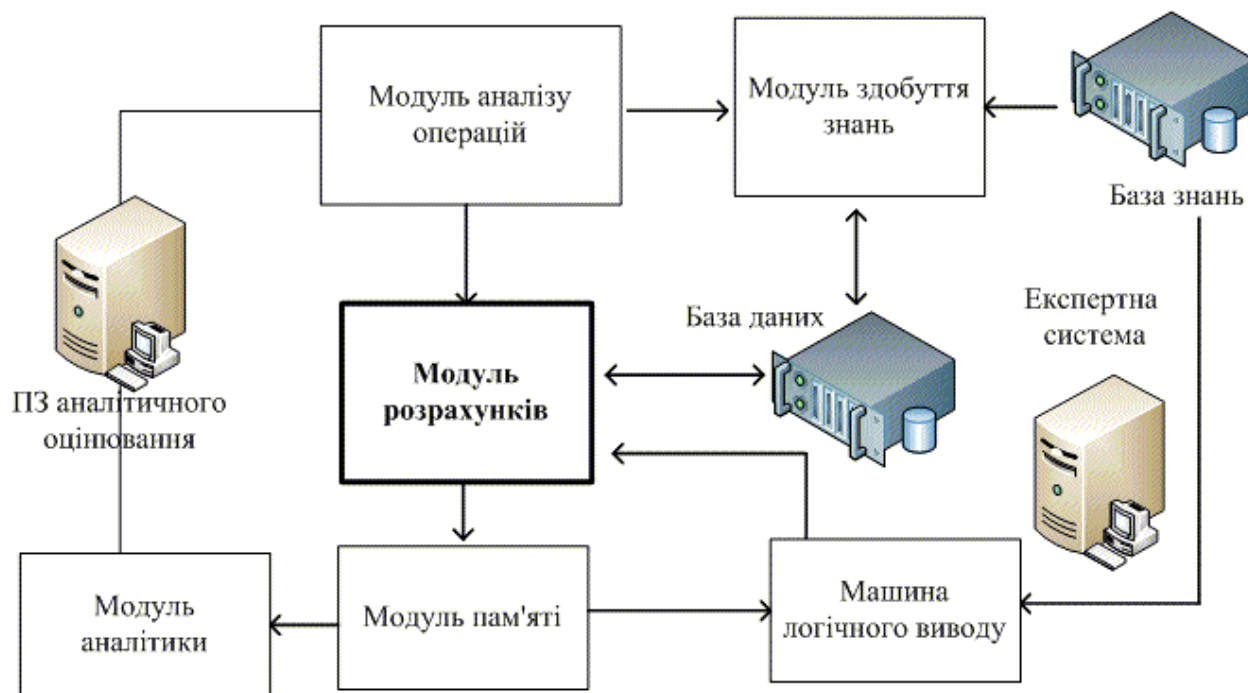 Модуль аналізу
операцій
Модуль здобуття
знань
База знань
ПЗ аналітичного
оцінювання
Модуль
розрахунків
База даних
Експертна
система
Модуль
аналітики
Модуль пам'яті
Машина
логічного виводу